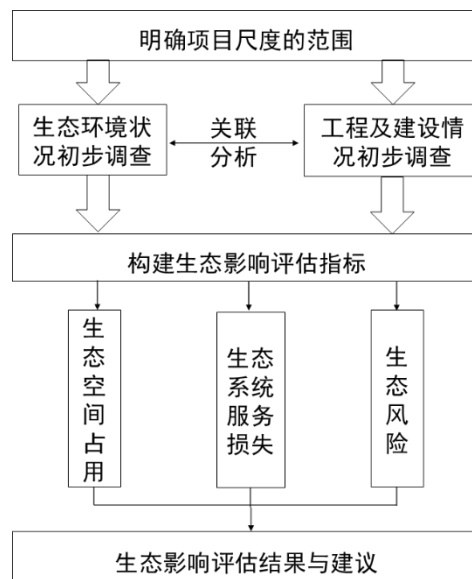 明确项目尺度的范围
生态环境状
况初步调查
关联
分析
工程及建设情
况初步调查
构建生态影响评估指标
生
态
空
间
占
用
生态
系统
服务
损失
生
态
风
险
生态影响评估结果与建议